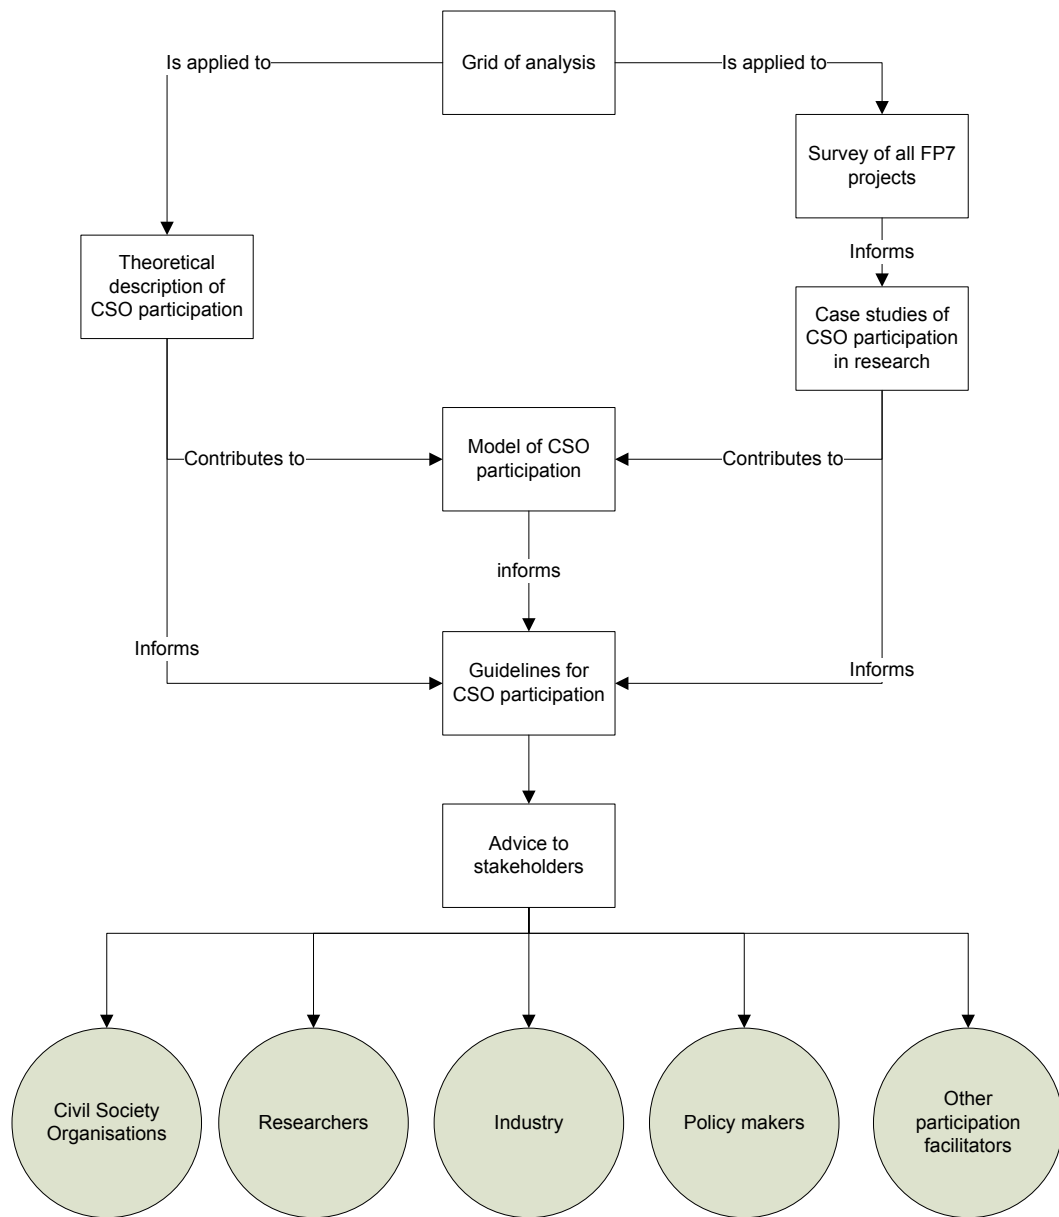 Is applied to
Grid of analysis
Is applied to
Survey of all FP7
projects
Informs
Theoretical
description of
CSO participation
Case studies of
CSO participation
in research
Contributes to
Model of CSO
participation
Contributes to
informs
Informs
Guidelines for
CSO participation
Informs
Advice to
stakeholders
Civil Society
Organisations
Researchers
Industry
Policy makers
Other
participation
facilitators